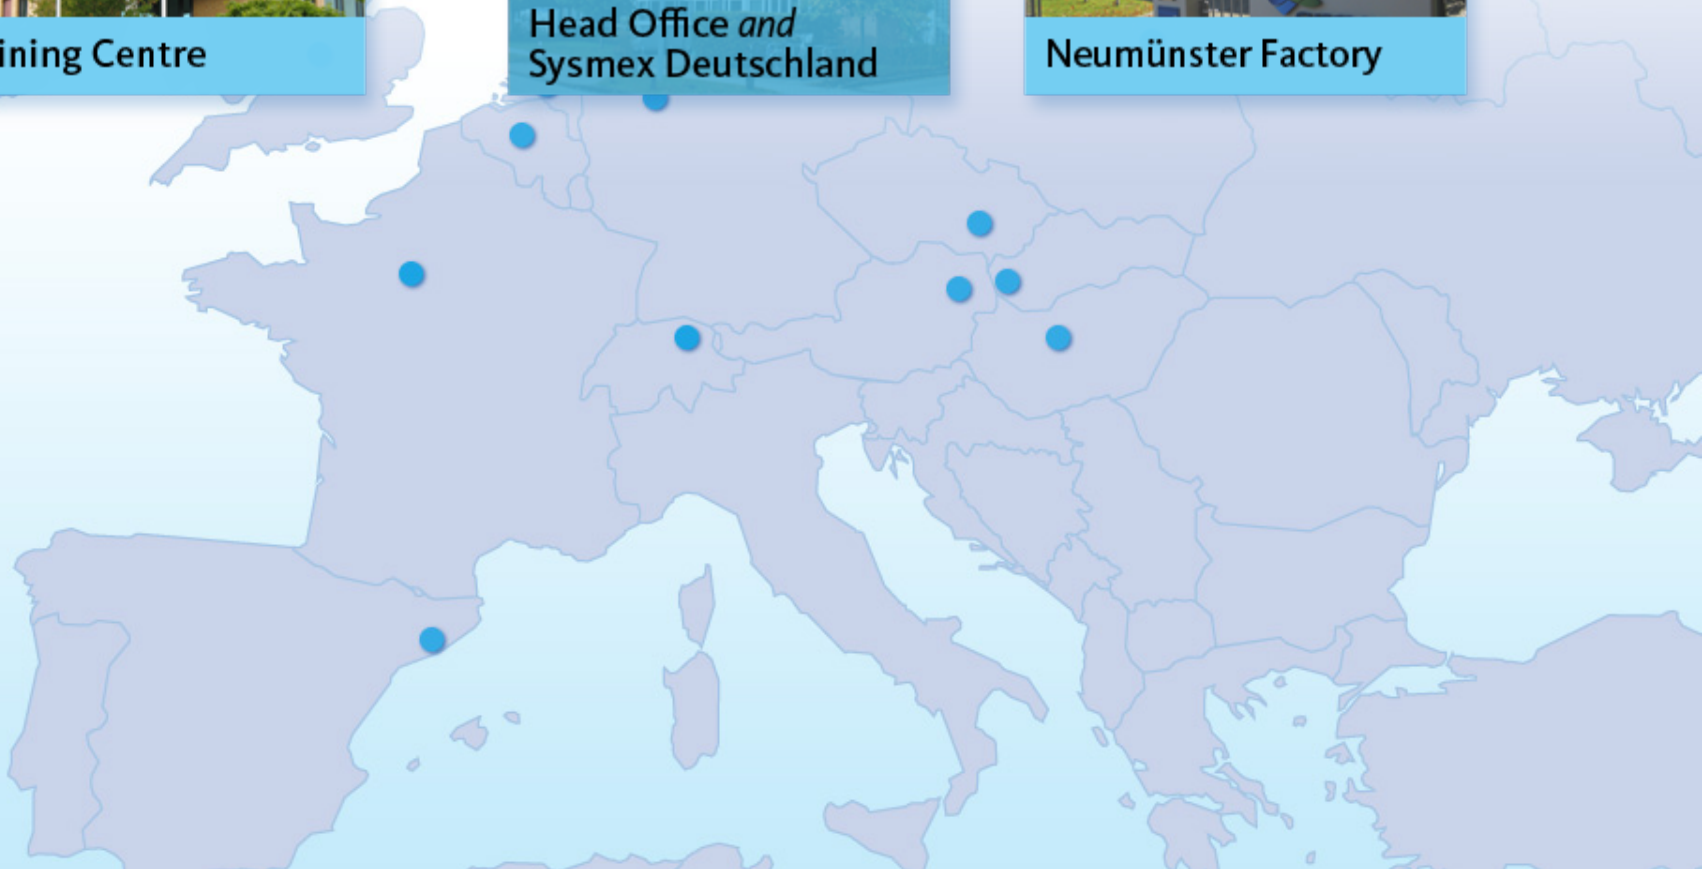 ining Centre
Head Office and
Sysmex Deutschland
Neumünster Factory